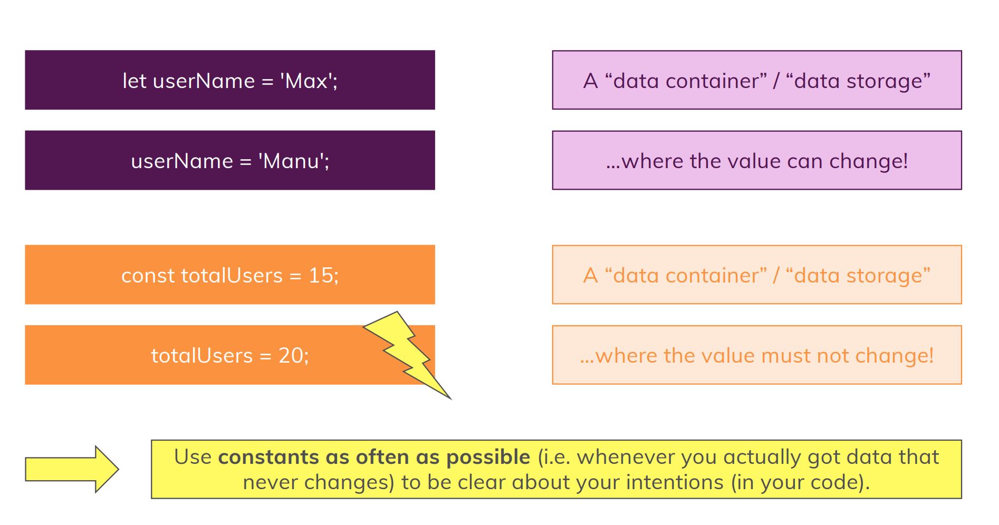 let userName = 'Max';
A “data container” / “data storage”
userName = 'Manu';
...where the value can change!
const totalUsers = 15;
A “data container” / “data storage”
totalUsers = 20;
...where the value must not change!
Use constants as often as possible (i.e. whenever you actually got data that
never changes) to be clear about your intentions (in your code).